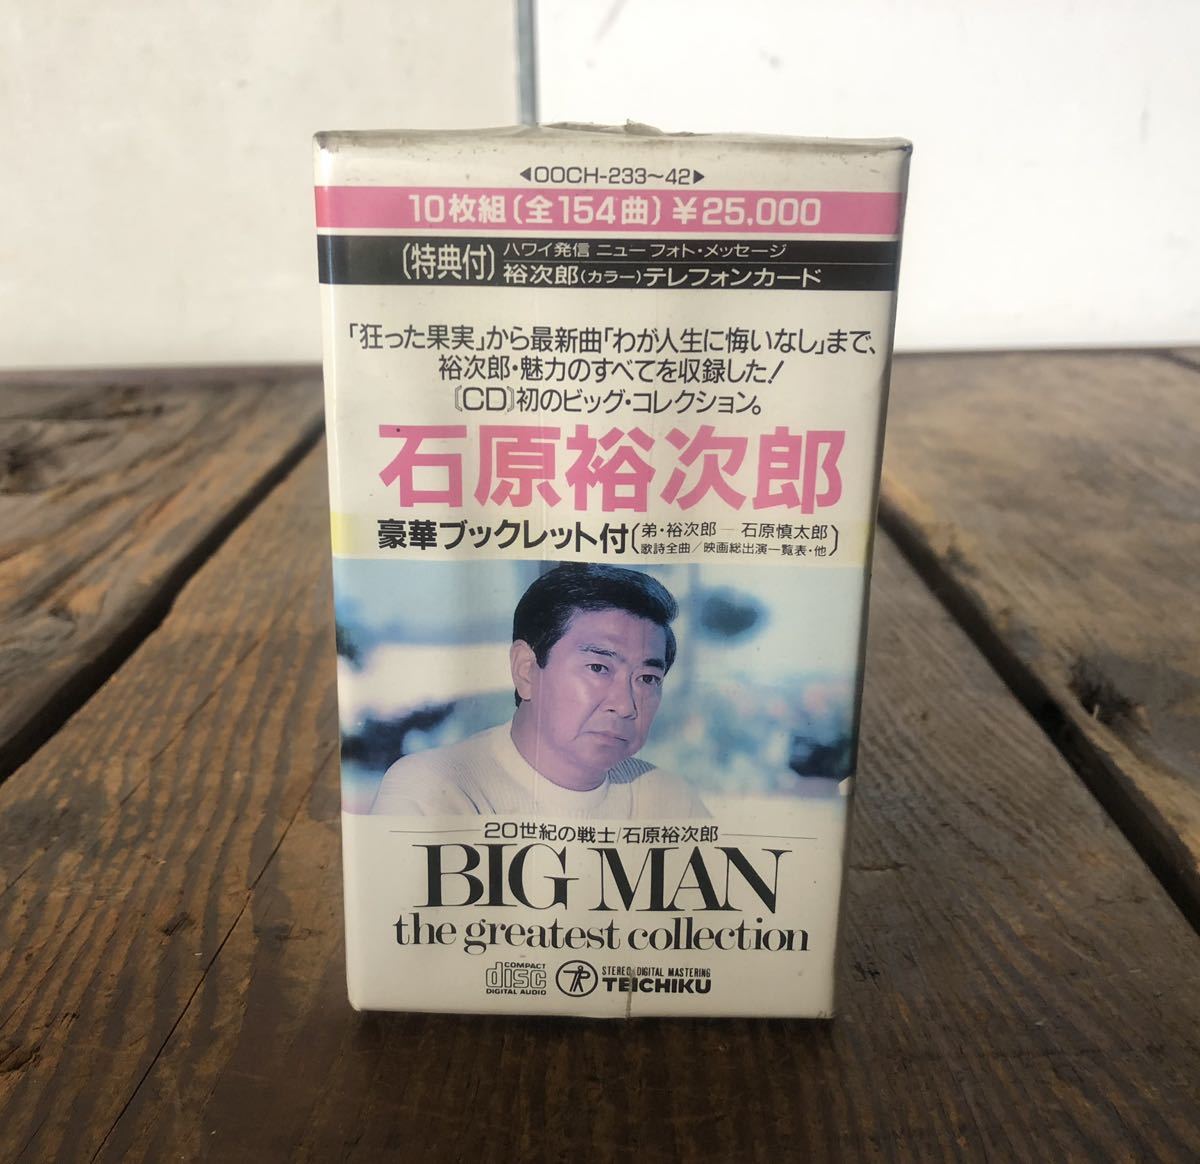 ◀OOCH-233～42▶
10枚組(全154曲)¥25,000
(特典付)ハワイ発信 ニューフォト・メッセージ
裕次郎(カラー)テレフォンカード
「狂った果実」から最新曲「わが人生に悔いなし」まで、
裕次郎・魅力のすべてを収録した!
〔CD〕初のビッグ・コレクション。
石原裕次郎
豪華ブックレット付(弟・裕次郎―石原慎太郎
歌詩全曲/映画総出演一覧表・他)
20世紀の戦士/石原裕次郎
BIG MAN
the greatest collection
COMPACT
disc
DIGITAL AUDIO
STEREO DIGITAL MASTERING
TEICHIKU